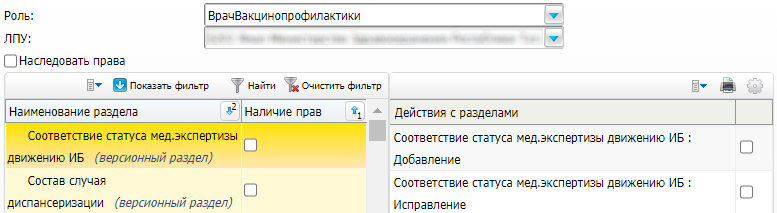 Роль:
ВрачВакцинопрофилактики
ЛПУ:
Наследовать права
Показать фильтр Найти Очистить фильтр
Наименование раздела 2 Наличие прав 1
Действия с разделами
Соответствие статуса мед.экспертизы
движению ИБ (версионный раздел)
Состав случая
диспансеризации (версионный раздел)
Соответствие статуса мед.экспертизы движению ИБ :
Добавление
Соответствие статуса мед.экспертизы движению ИБ :
Исправление